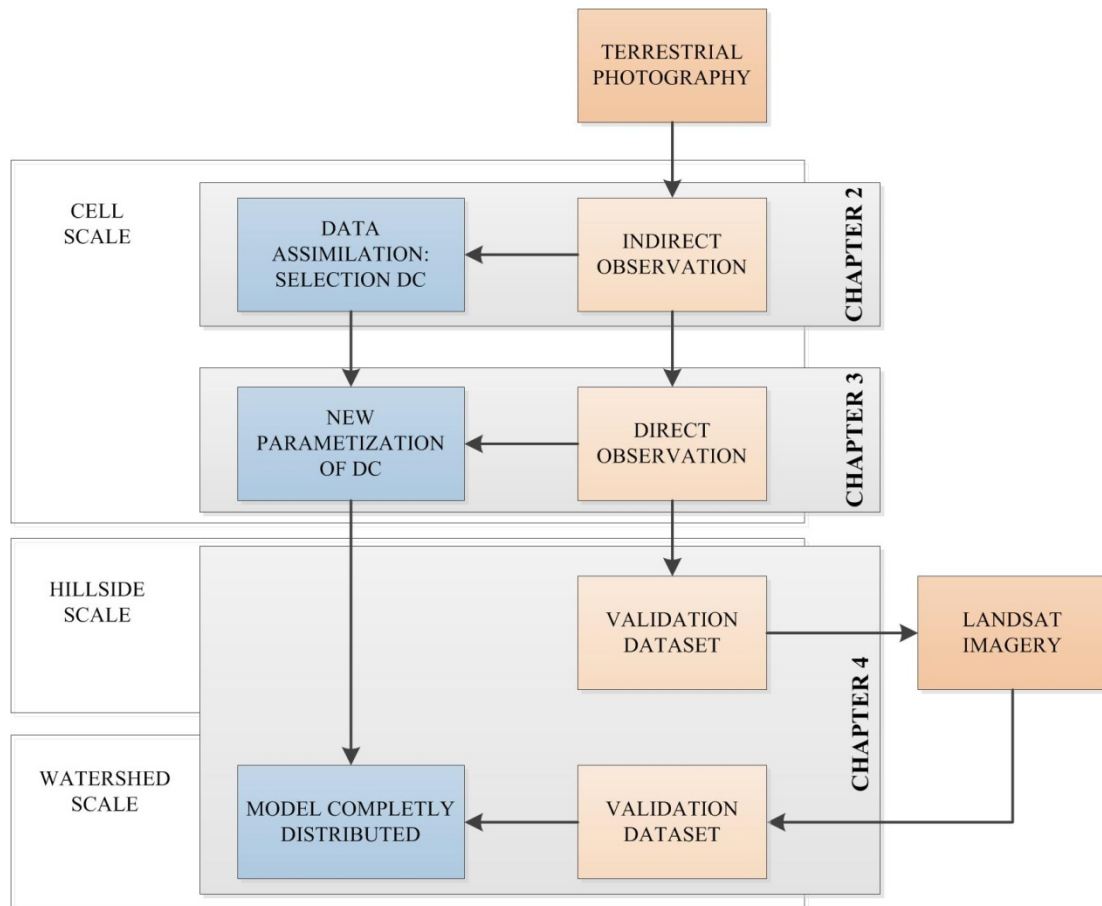 TERRESTRIAL
PHOTOGRAPHY
CELL
SCALE
DATA
ASSIMILATION:
SELECTION DC
INDIRECT
OBSERVATION
CHAPTER 2
NEW
PARAMETIZATION
OF DC
DIRECT
OBSERVATION
CHAPTER 3
HILLSIDE
SCALE
VALIDATION
DATASET
LANDSAT
IMAGERY
CHAPTER 4
WATERSHED
SCALE
MODEL COMPLETLY
DISTRIBUTED
VALIDATION
DATASET